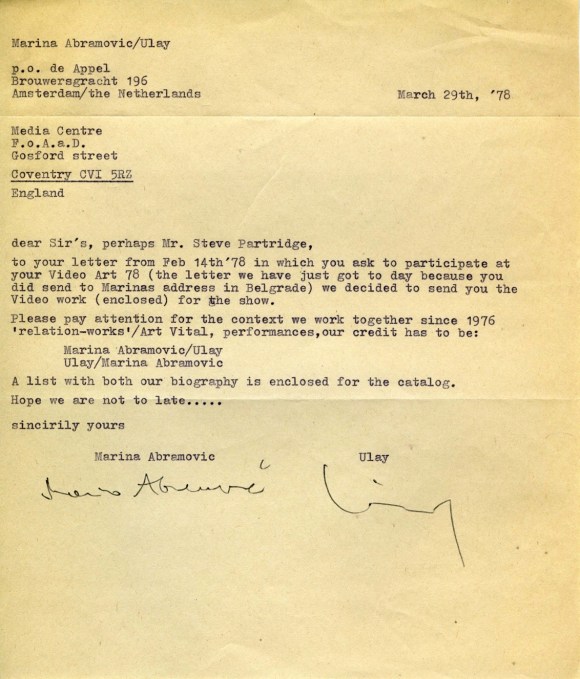 Marina Abramovic/Ulay
p.o. de Appel
Brouwersgracht 196
Amsterdam/the Netherlands
March 29th, '78
Media Centre
F.o.A.a.D.
Gosford street
Coventry CVI 5RZ
England
dear Sir's, perhaps Mr. Steve Partridge,
to your letter from Feb 14th'78 in which you ask to participate at
your Video Art 78 (the letter we have just got to day because you
did send to Marinas address in Belgrade) we decided to send you the
Video work (enclosed) for the show.
Please pay attention for the context we work together since 1976
'relation-works'/Art Vital, performances,our credit has to be:
Marina Abramovic/Ulay
Ulay/Marina Abramovic
A list with both our biography is enclosed for the catalog.
Hope we are not to late.....
sincirily yours
Marina Abramovic Ulay
Marina Abramović